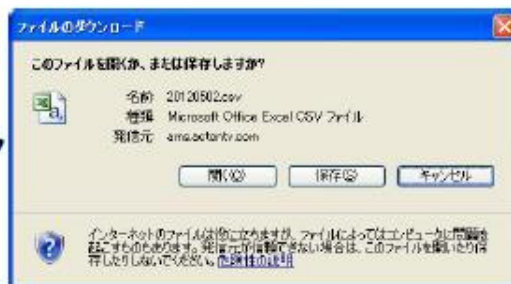 ファイルのダウンロード
このファイルを開くか、または保存しますか?
名前 20120502.csv
種類 Microsoft Office Excel CSV ファイル
発信元 ams.actentv.com
開く(O) 保存(S) キャンセル
インターネットのファイルは役に立ちますが、ファイルによってはコンピュータに問題を
起こすものもあります。発信元が信頼できない場合は、このファイルを開いたり保
存したりしないでください。危険性の説明